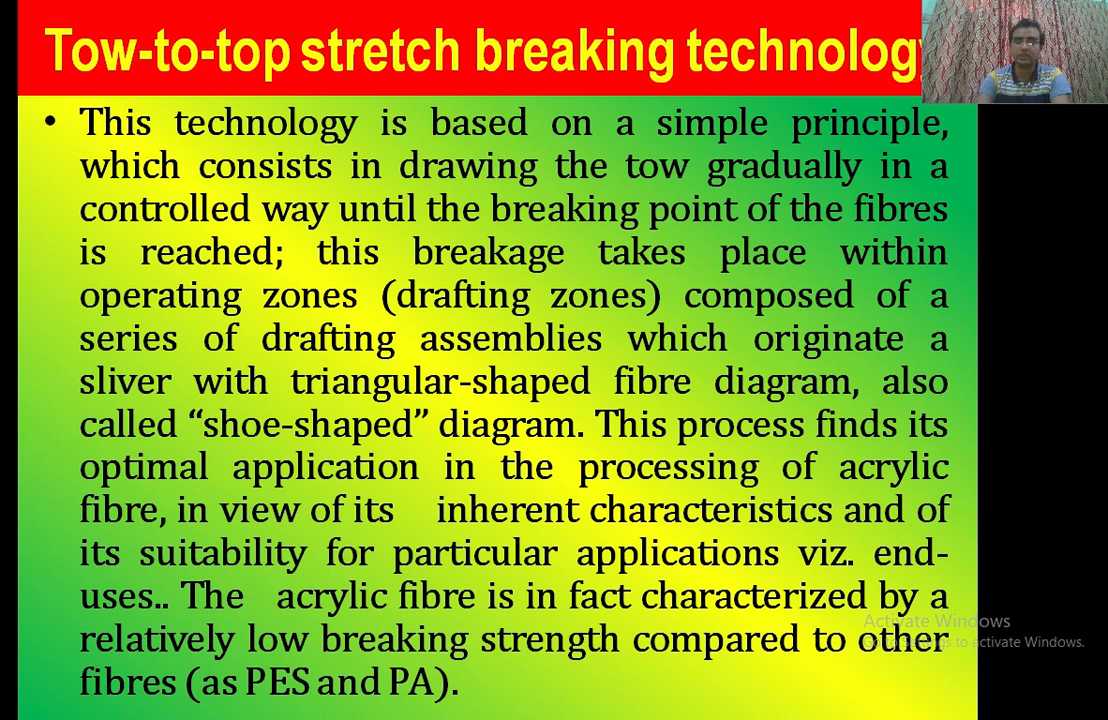 Tow-to-top stretch breaking technology
• This technology is based on a simple principle,
which consists in drawing the tow gradually in a
controlled way until the breaking point of the fibres
is reached; this breakage takes place within
operating zones (drafting zones) composed of a
series of drafting assemblies which originate a
sliver with triangular-shaped fibre diagram, also
called “shoe-shaped” diagram. This process finds its
optimal application in the processing of acrylic
fibre, in view of its inherent characteristics and of
its suitability for particular applications viz. end-
uses.. The acrylic fibre is in fact characterized by a
relatively low breaking strength compared to other
fibres (as PES and PA).
Activate Windows
to activate Windows.